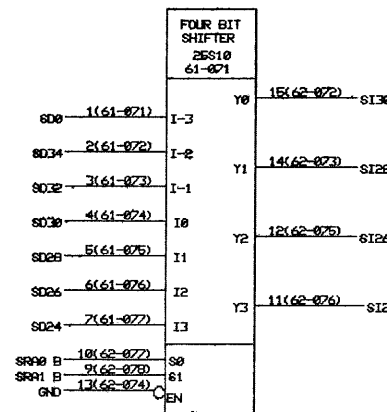 FOUR BIT
SHIFTER
25S10
61-071
SD0 1(61-071) I-3
SD34 2(61-072) I-2
SD32 3(61-073) I-1
SD30 4(61-074) I0
SD28 5(61-075) I1
SD26 6(61-076) I2
SD24 7(61-077) I3
SRA0 B 10(62-077) S0
SRA1 B 9(62-078) S1
GND 13(62-074) EN
Y0 15(62-072) SI30
Y1 14(62-073) SI28
Y2 12(62-075) SI26
Y3 11(62-076) SI2